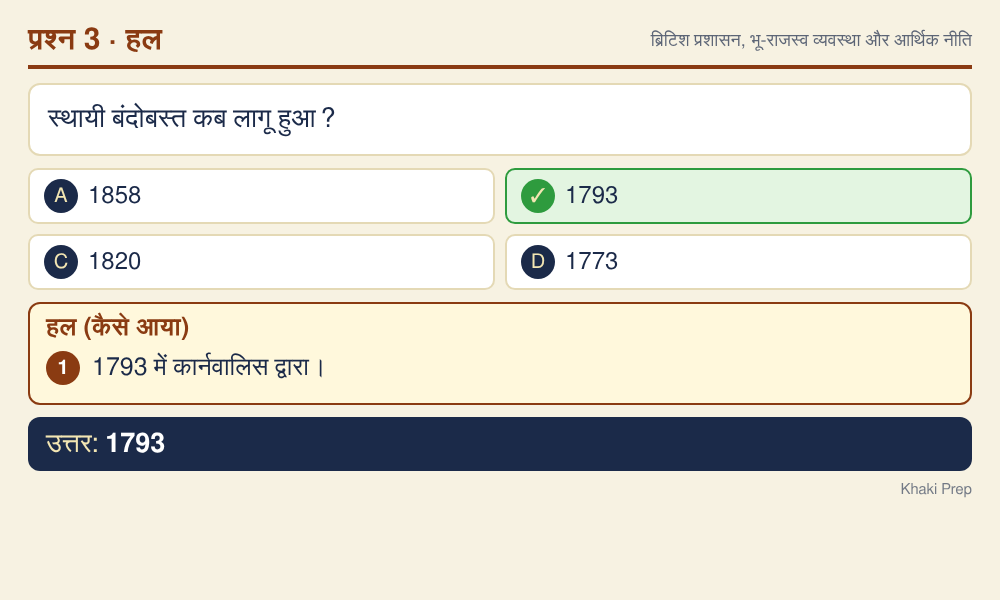 प्रश्न 3 · हल
ब्रिटिश प्रशासन, भू-राजस्व व्यवस्था और आर्थिक नीति
स्थायी बंदोबस्त कब लागू हुआ ?
A 1858
✓ 1793
C 1820
D 1773
हल (कैसे आया)
1 1793 में कार्नवालिस द्वारा।
उत्तर: 1793
Khaki Prep